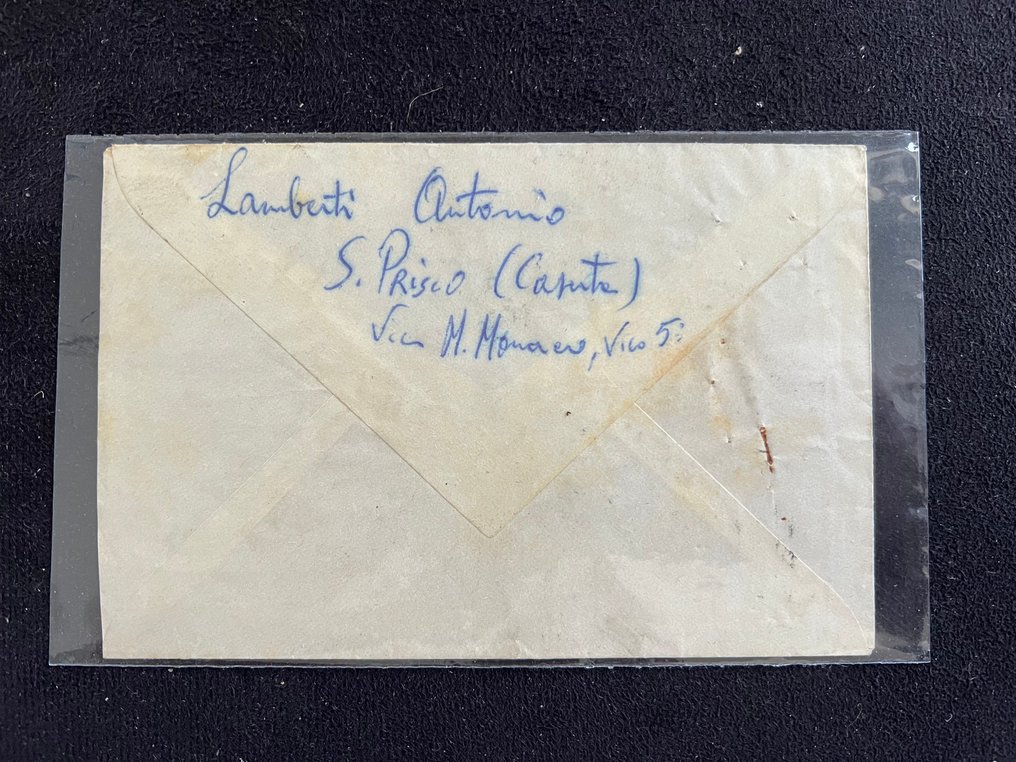 Lamberti Antonio
S. Prisco (Caserta)
Via M. Monaco, Vico 5°